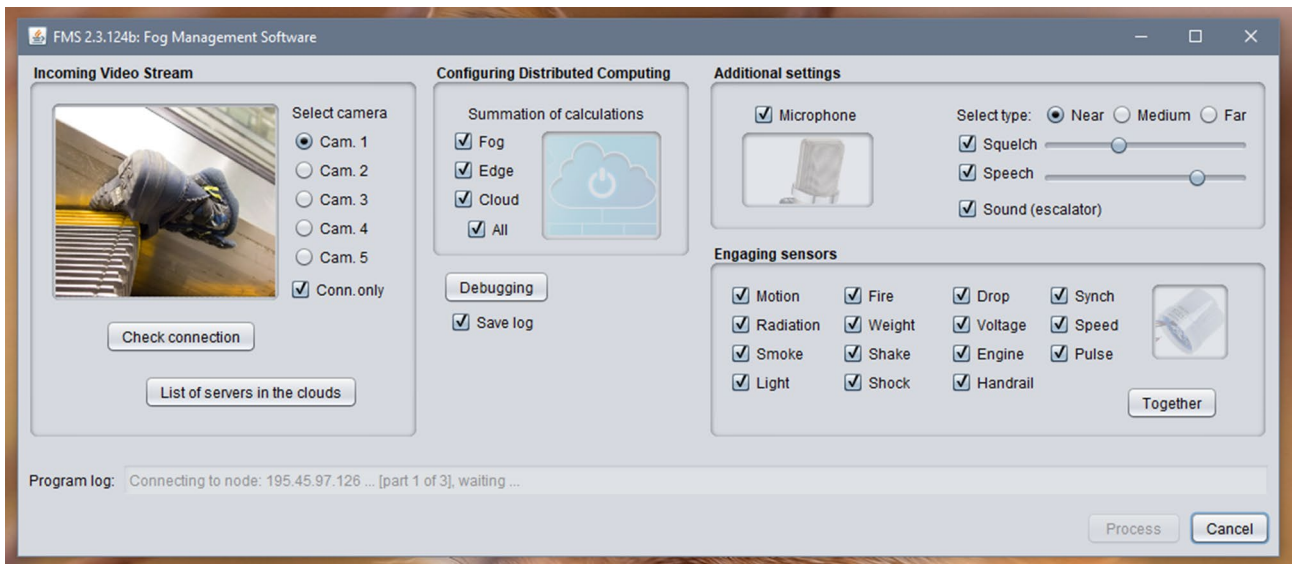 FMS 2.3.124b: Fog Management Software
Incoming Video Stream
Select camera
Cam. 1
Cam. 2
Cam. 3
Cam. 4
Cam. 5
Conn. only
Check connection
List of servers in the clouds
Configuring Distributed Computing
Summation of calculations
Fog
Edge
Cloud
All
Debugging
Save log
Additional settings
Microphone
Select type: Near Medium Far
Squelch
Speech
Sound (escalator)
Engaging sensors
Motion Fire Drop Synch
Radiation Weight Voltage Speed
Smoke Shake Engine Pulse
Light Shock Handrail
Together
Program log: Connecting to node: 195.45.97.126 ... [part 1 of 3], waiting ...
Process Cancel